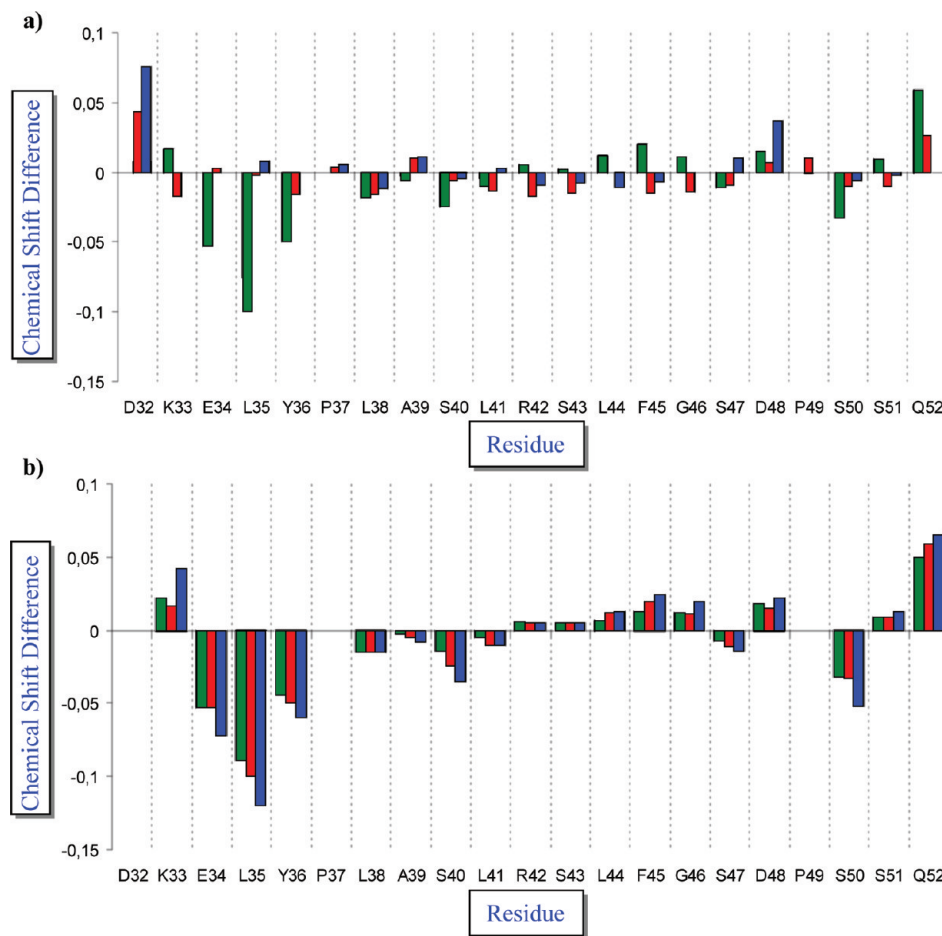 a)
Chemical Shift Difference
0,1
0,05
0
-0,05
-0,1
-0,15
D32 K33 E34 L35 Y36 P37 L38 A39 S40 L41 R42 S43 L44 F45 G46 S47 D48 P49 S50 S51 Q52
Residue
b)
Chemical Shift Difference
0,1
0,05
0
-0,05
-0,1
-0,15
D32 K33 E34 L35 Y36 P37 L38 A39 S40 L41 R42 S43 L44 F45 G46 S47 D48 P49 S50 S51 Q52
Residue